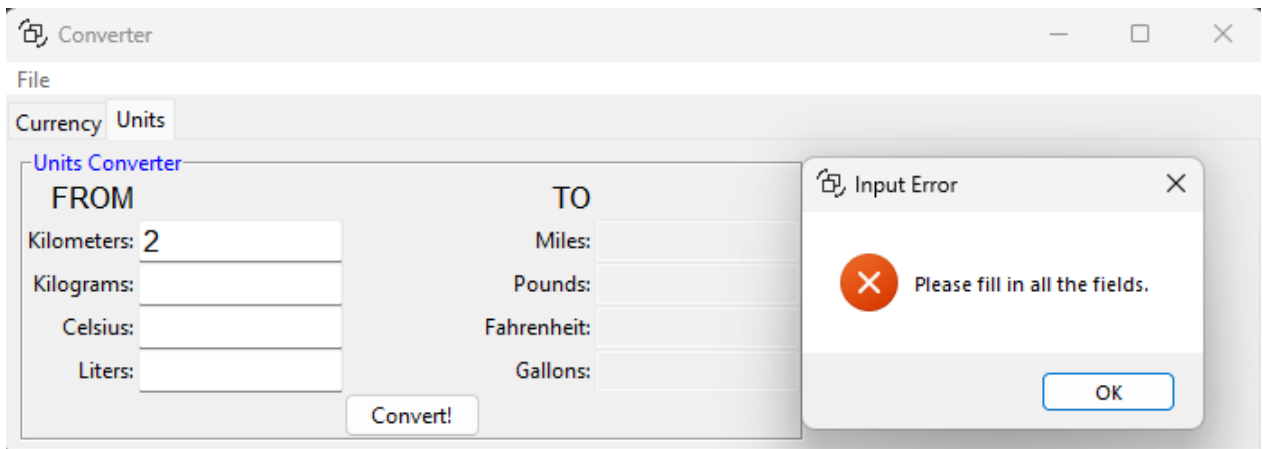 Converter
File
Currency Units
Units Converter
FROM TO
Kilometers: 2 Miles:
Kilograms: Pounds:
Celsius: Fahrenheit:
Liters: Gallons:
Convert!
Input Error
Please fill in all the fields.
OK